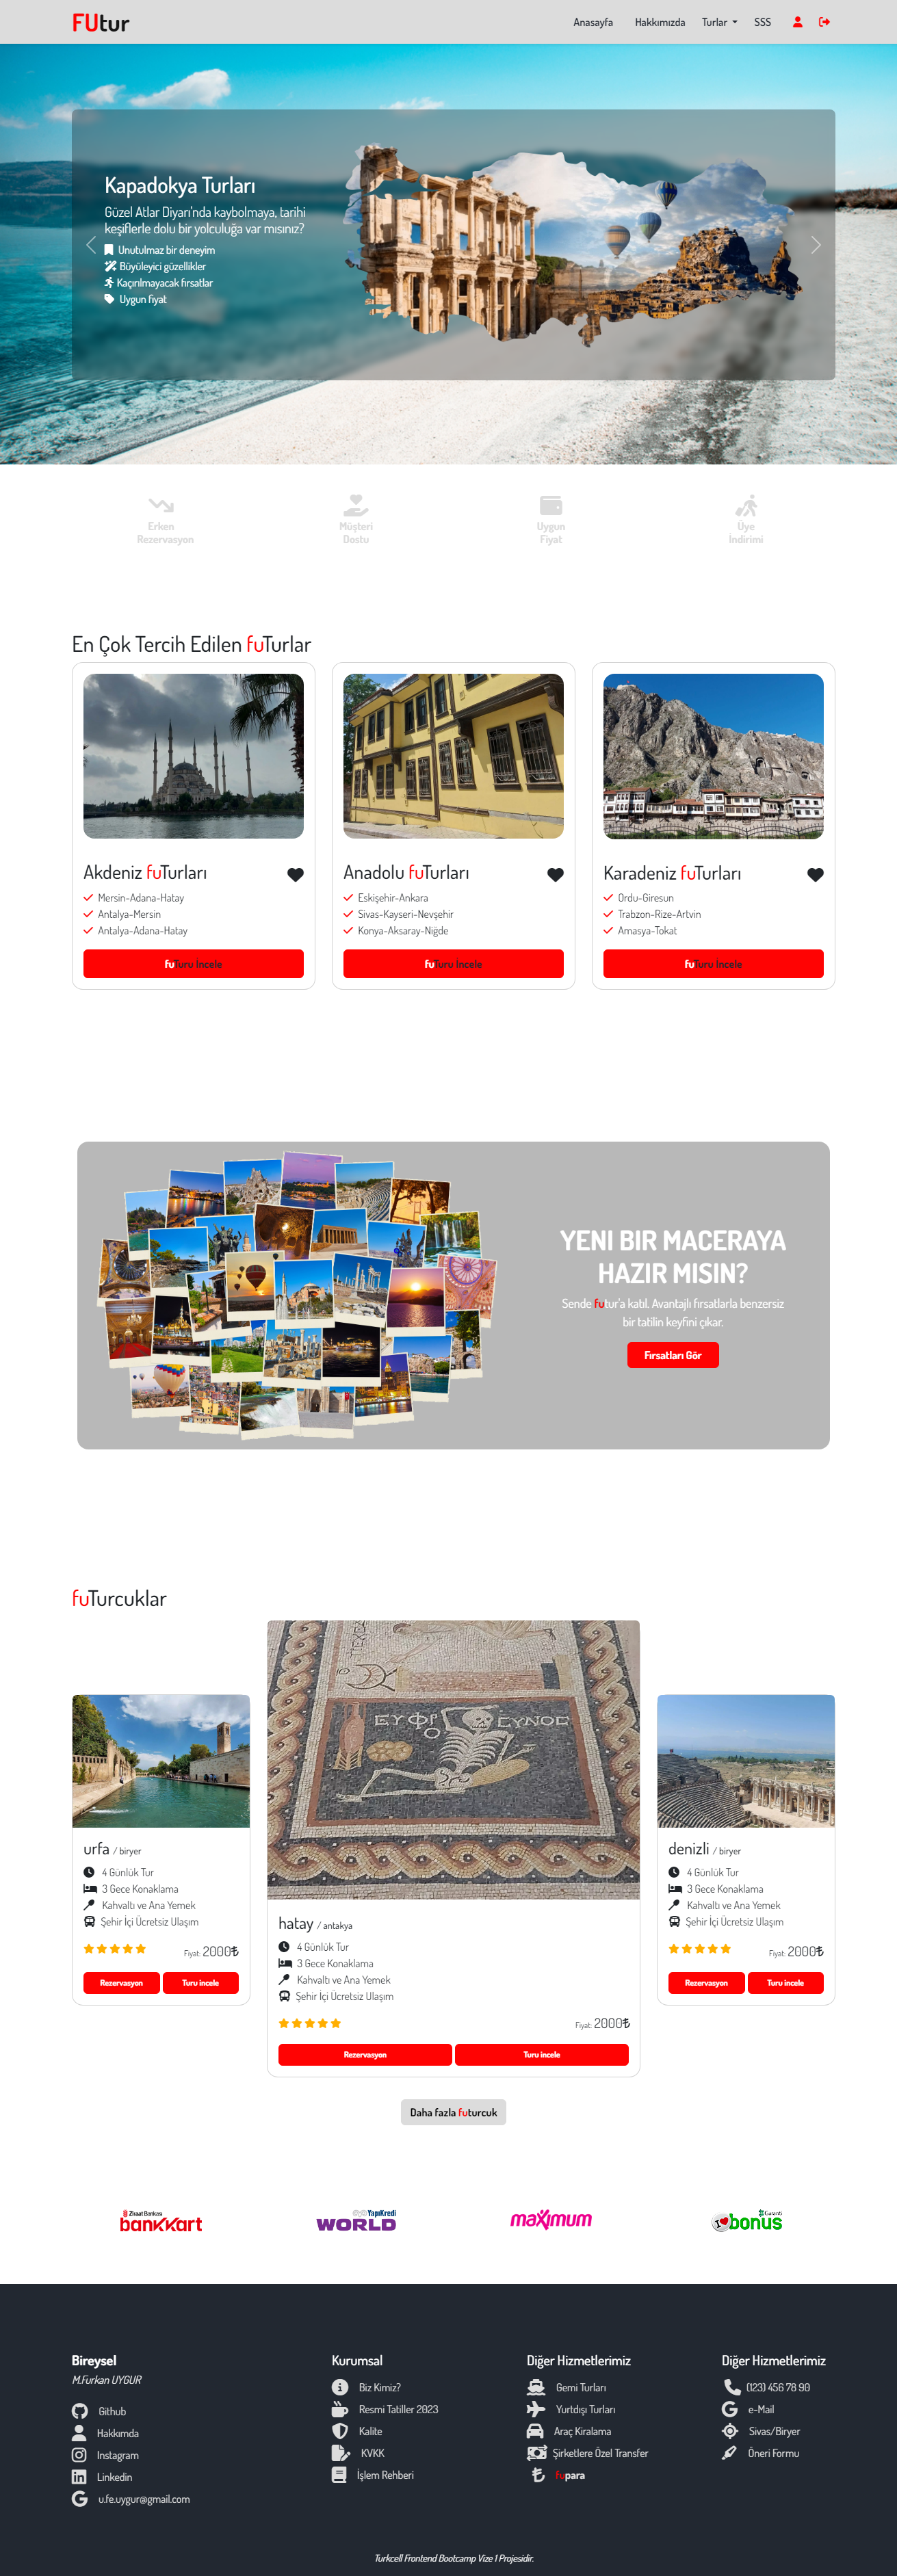 FUtur
Anasayfa Hakkımızda Turlar SSS
Kapadokya Turları
Güzel Atlar Diyarı'nda kaybolmaya, tarihi
keşiflerle dolu bir yolculuğa var mısınız?
Unutulmaz bir deneyim
Büyüleyici güzellikler
Kaçırılmayacak fırsatlar
Uygun fiyat
Erken
Rezervasyon
Müşteri
Dostu
Uygun
Fiyat
Üye
İndirimi
En Çok Tercih Edilen fuTurlar
Akdeniz fuTurları
Mersin-Adana-Hatay
Antalya-Mersin
Antalya-Adana-Hatay
fuTuru İncele
Anadolu fuTurları
Eskişehir-Ankara
Sivas-Kayseri-Nevşehir
Konya-Aksaray-Niğde
fuTuru İncele
Karadeniz fuTurları
Ordu-Giresun
Trabzon-Rize-Artvin
Amasya-Tokat
fuTuru İncele
YENI BIR MACERAYA
HAZIR MISIN?
Sende futur'a katıl. Avantajlı fırsatlarla benzersiz
bir tatilin keyfini çıkar.
Fırsatları Gör
fuTurcuklar
urfa / biryer
4 Günlük Tur
3 Gece Konaklama
Kahvaltı ve Ana Yemek
Şehir İçi Ücretsiz Ulaşım
Fiyat: 2000₺
Rezervasyon Turu incele
ΕΥΦΡΟΣΥΝΟΣ
hatay / antakya
4 Günlük Tur
3 Gece Konaklama
Kahvaltı ve Ana Yemek
Şehir İçi Ücretsiz Ulaşım
Fiyat: 2000₺
Rezervasyon Turu incele
denizli / biryer
4 Günlük Tur
3 Gece Konaklama
Kahvaltı ve Ana Yemek
Şehir İçi Ücretsiz Ulaşım
Fiyat: 2000₺
Rezervasyon Turu incele
Daha fazla futurcuk
Ziraat Bankası
bankkart
YapıKredi
WORLD
maximum
Garanti
bonus
Bireysel
M.Furkan UYGUR
Github
Hakkımda
Instagram
Linkedin
u.fe.uygur@gmail.com
Kurumsal
Biz Kimiz?
Resmi Tatiller 2023
Kalite
KVKK
İşlem Rehberi
Diğer Hizmetlerimiz
Gemi Turları
Yurtdışı Turları
Araç Kiralama
Şirketlere Özel Transfer
fupara
Diğer Hizmetlerimiz
(123) 456 78 90
e-Mail
Sivas/Biryer
Öneri Formu
Turkcell Frontend Bootcamp Vize 1 Projesidir.